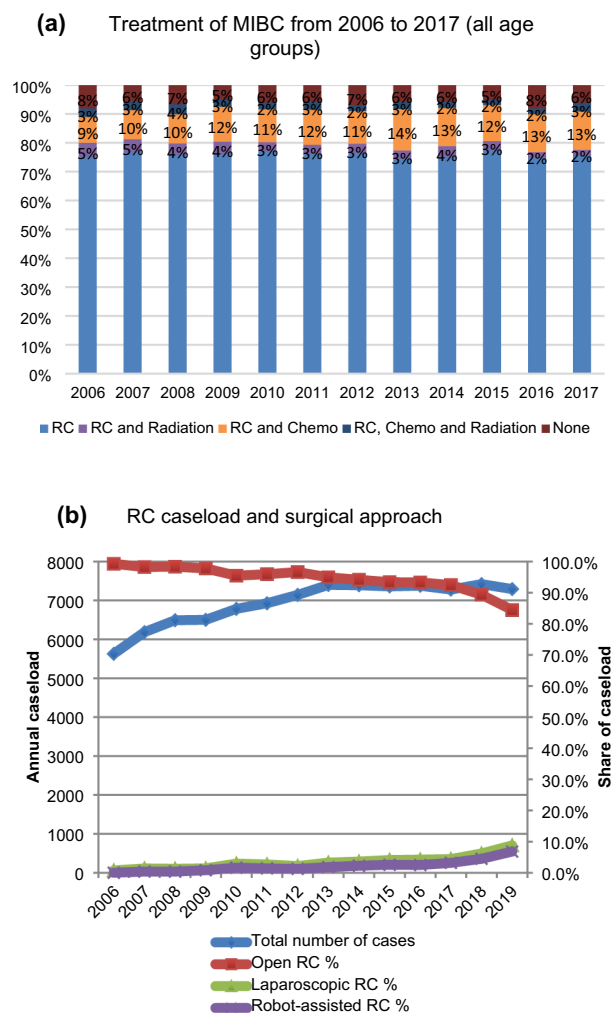 (a) Treatment of MIBC from 2006 to 2017 (all age
groups)
100%
90%
80%
70%
60%
50%
40%
30%
20%
10%
0%
8% 6% 7% 5% 6% 6% 7% 6% 6% 5% 8% 6%
3% 3% 4% 3% 2% 3% 2% 3% 2% 2% 2% 3%
9% 10% 10% 12% 11% 12% 11% 14% 13% 12% 13% 13%
5% 5% 4% 4% 3% 3% 3% 3% 4% 3% 2% 2%
2006 2007 2008 2009 2010 2011 2012 2013 2014 2015 2016 2017
RC RC and Radiation RC and Chemo RC, Chemo and Radiation None
(b) RC caseload and surgical approach
Annual caseload
8000
7000
6000
5000
4000
3000
2000
1000
0
100.0%
90.0%
80.0%
70.0%
60.0%
50.0%
40.0%
30.0%
20.0%
10.0%
0.0%
Share of caseload
2006 2007 2008 2009 2010 2011 2012 2013 2014 2015 2016 2017 2018 2019
Total number of cases
Open RC %
Laparoscopic RC %
Robot-assisted RC %